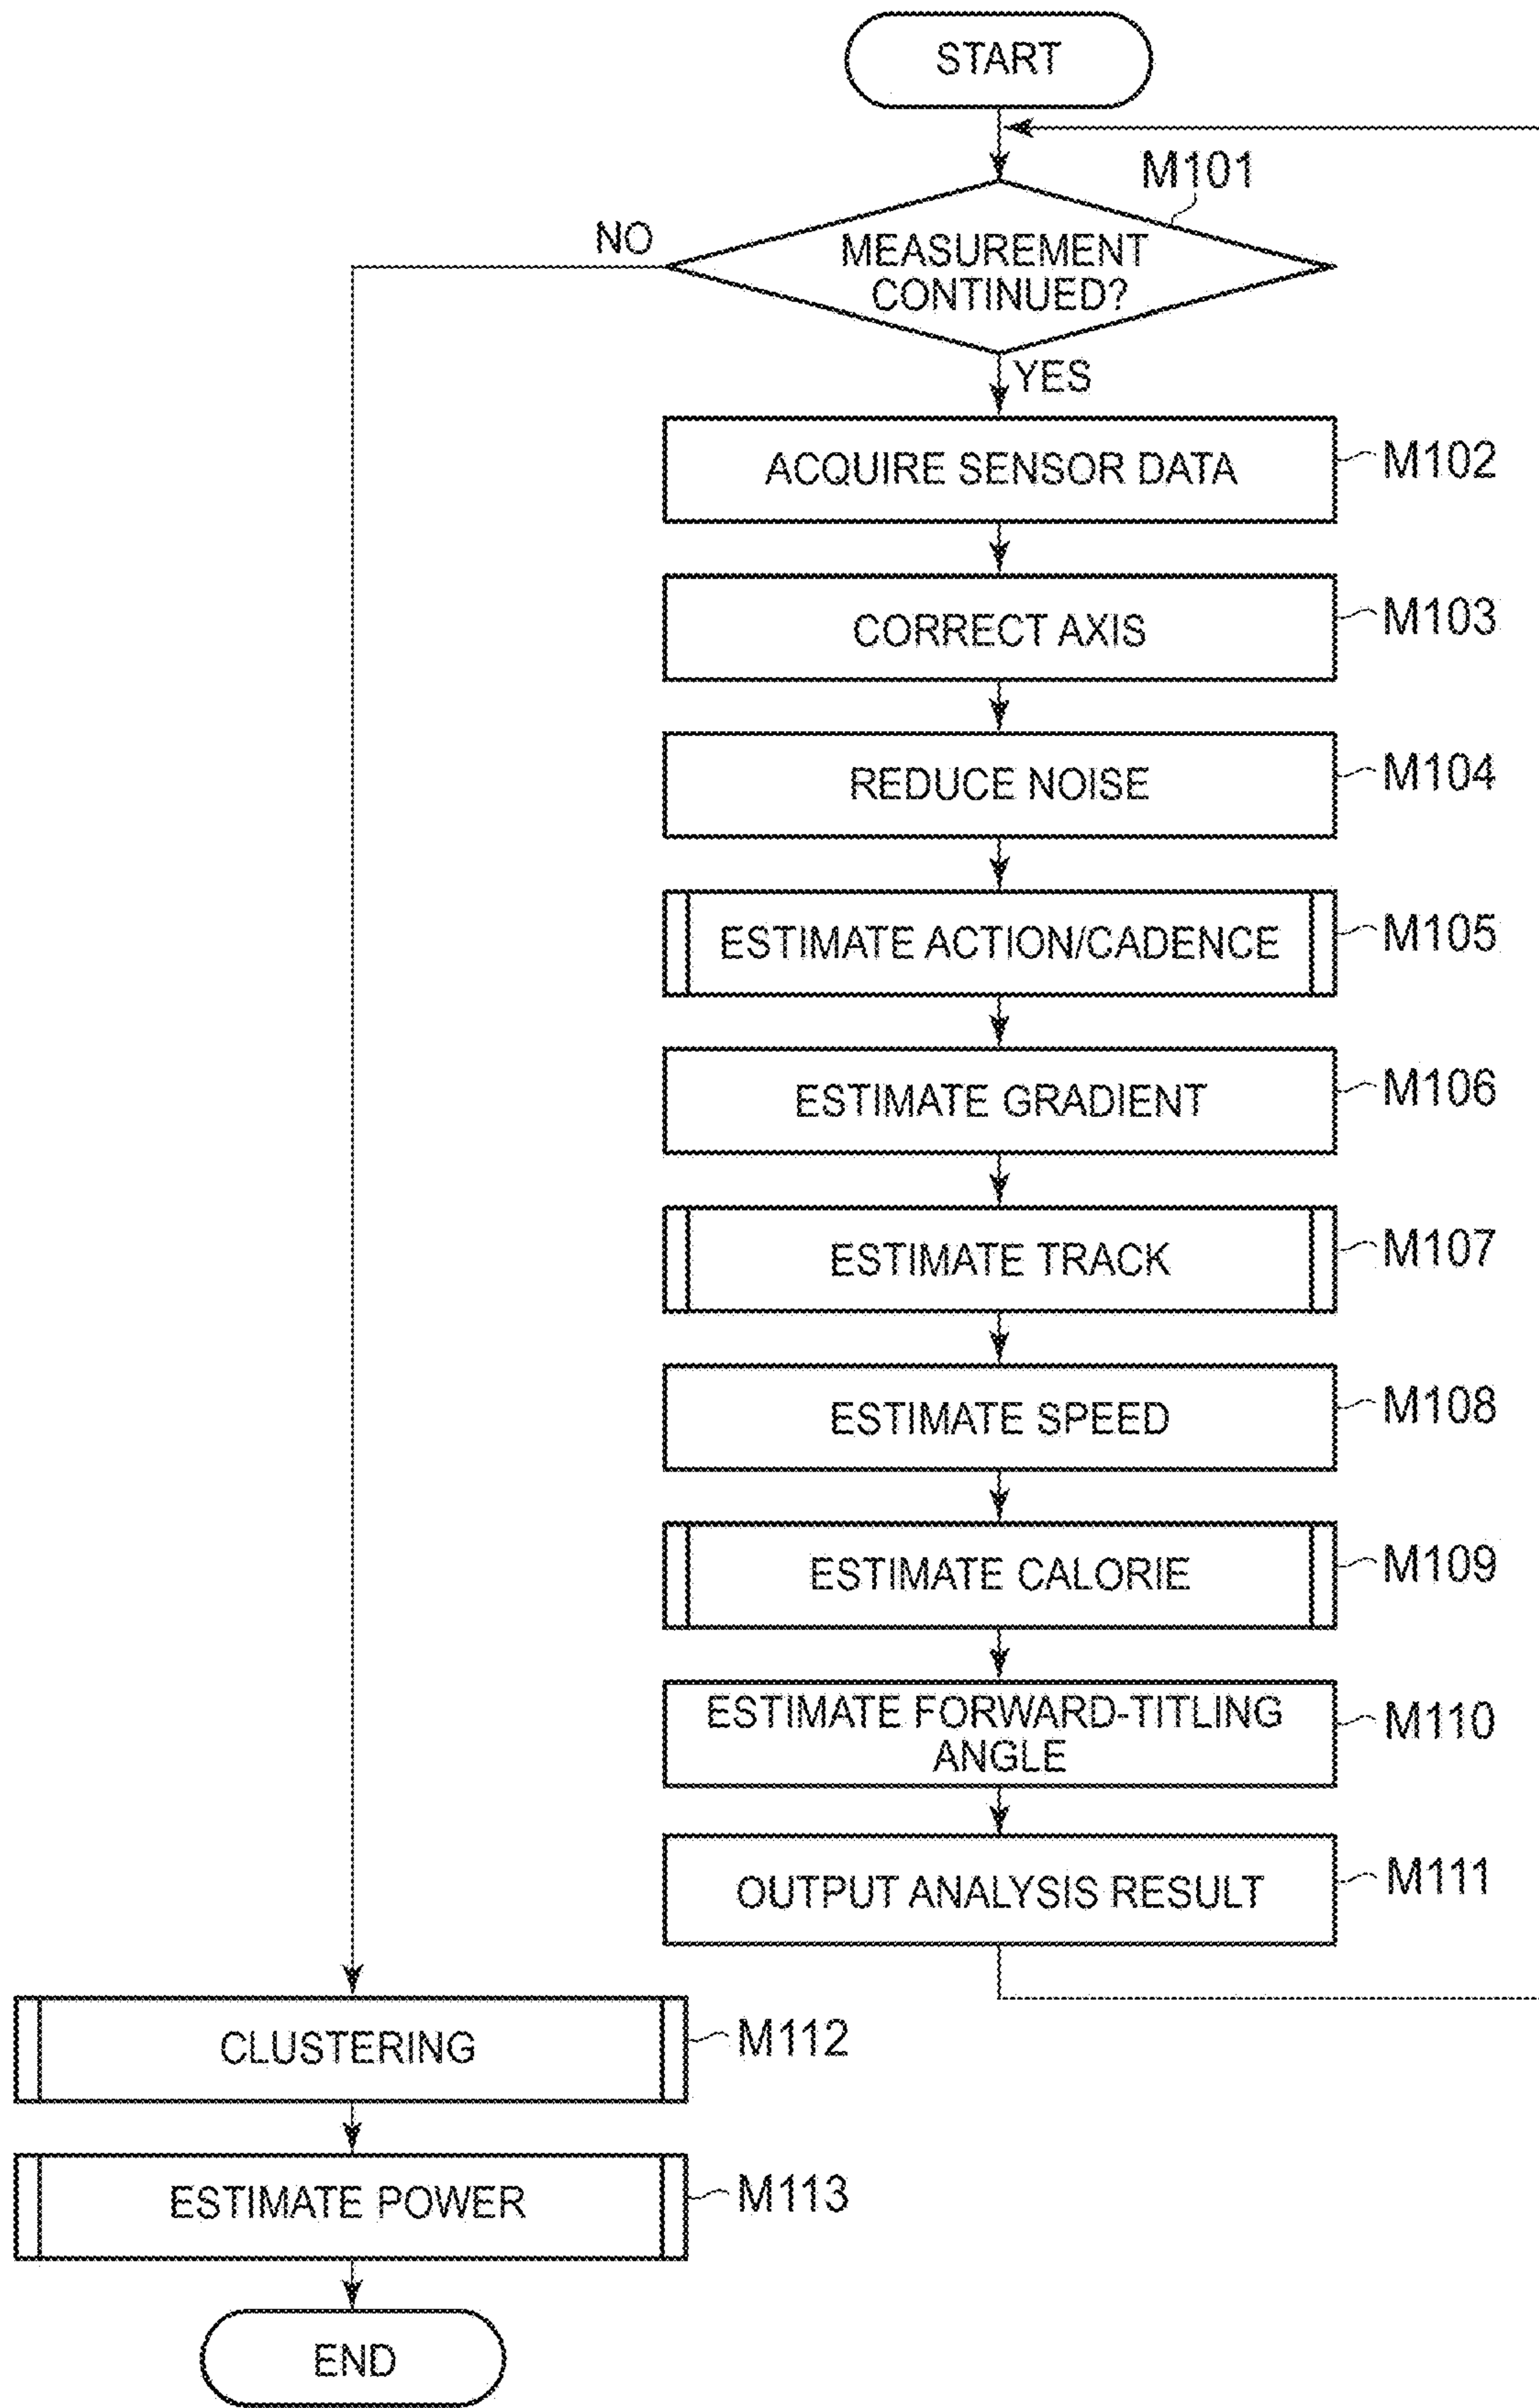 START
M101
NO
MEASUREMENT
CONTINUED?
YES
ACQUIRE SENSOR DATA
M102
CORRECT AXIS
M103
REDUCE NOISE
M104
ESTIMATE ACTION/CADENCE
M105
ESTIMATE GRADIENT
M106
ESTIMATE TRACK
M107
ESTIMATE SPEED
M108
ESTIMATE CALORIE
M109
ESTIMATE FORWARD-TITLING
ANGLE
M110
OUTPUT ANALYSIS RESULT
M111
CLUSTERING
M112
ESTIMATE POWER
M113
END